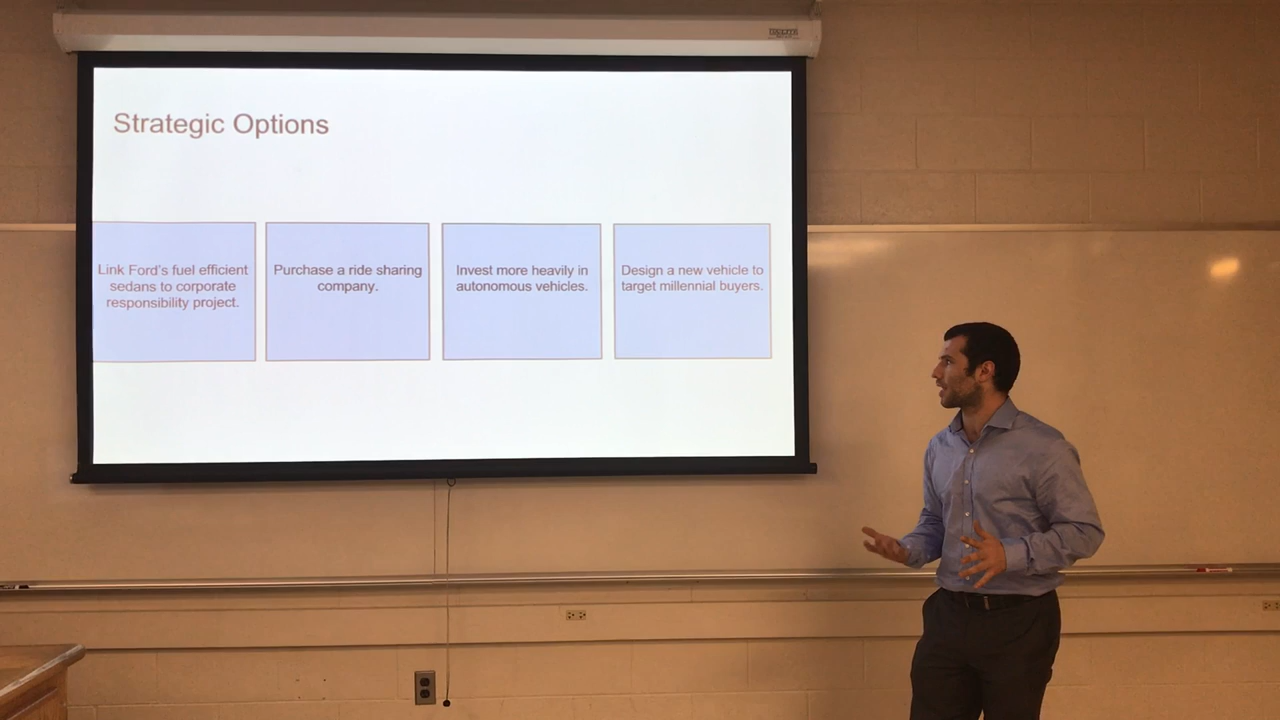 Strategic Options
Link Ford's fuel efficient
sedans to corporate
responsibility project.
Purchase a ride sharing
company.
Invest more heavily in
autonomous vehicles.
Design a new vehicle to
target millennial buyers.